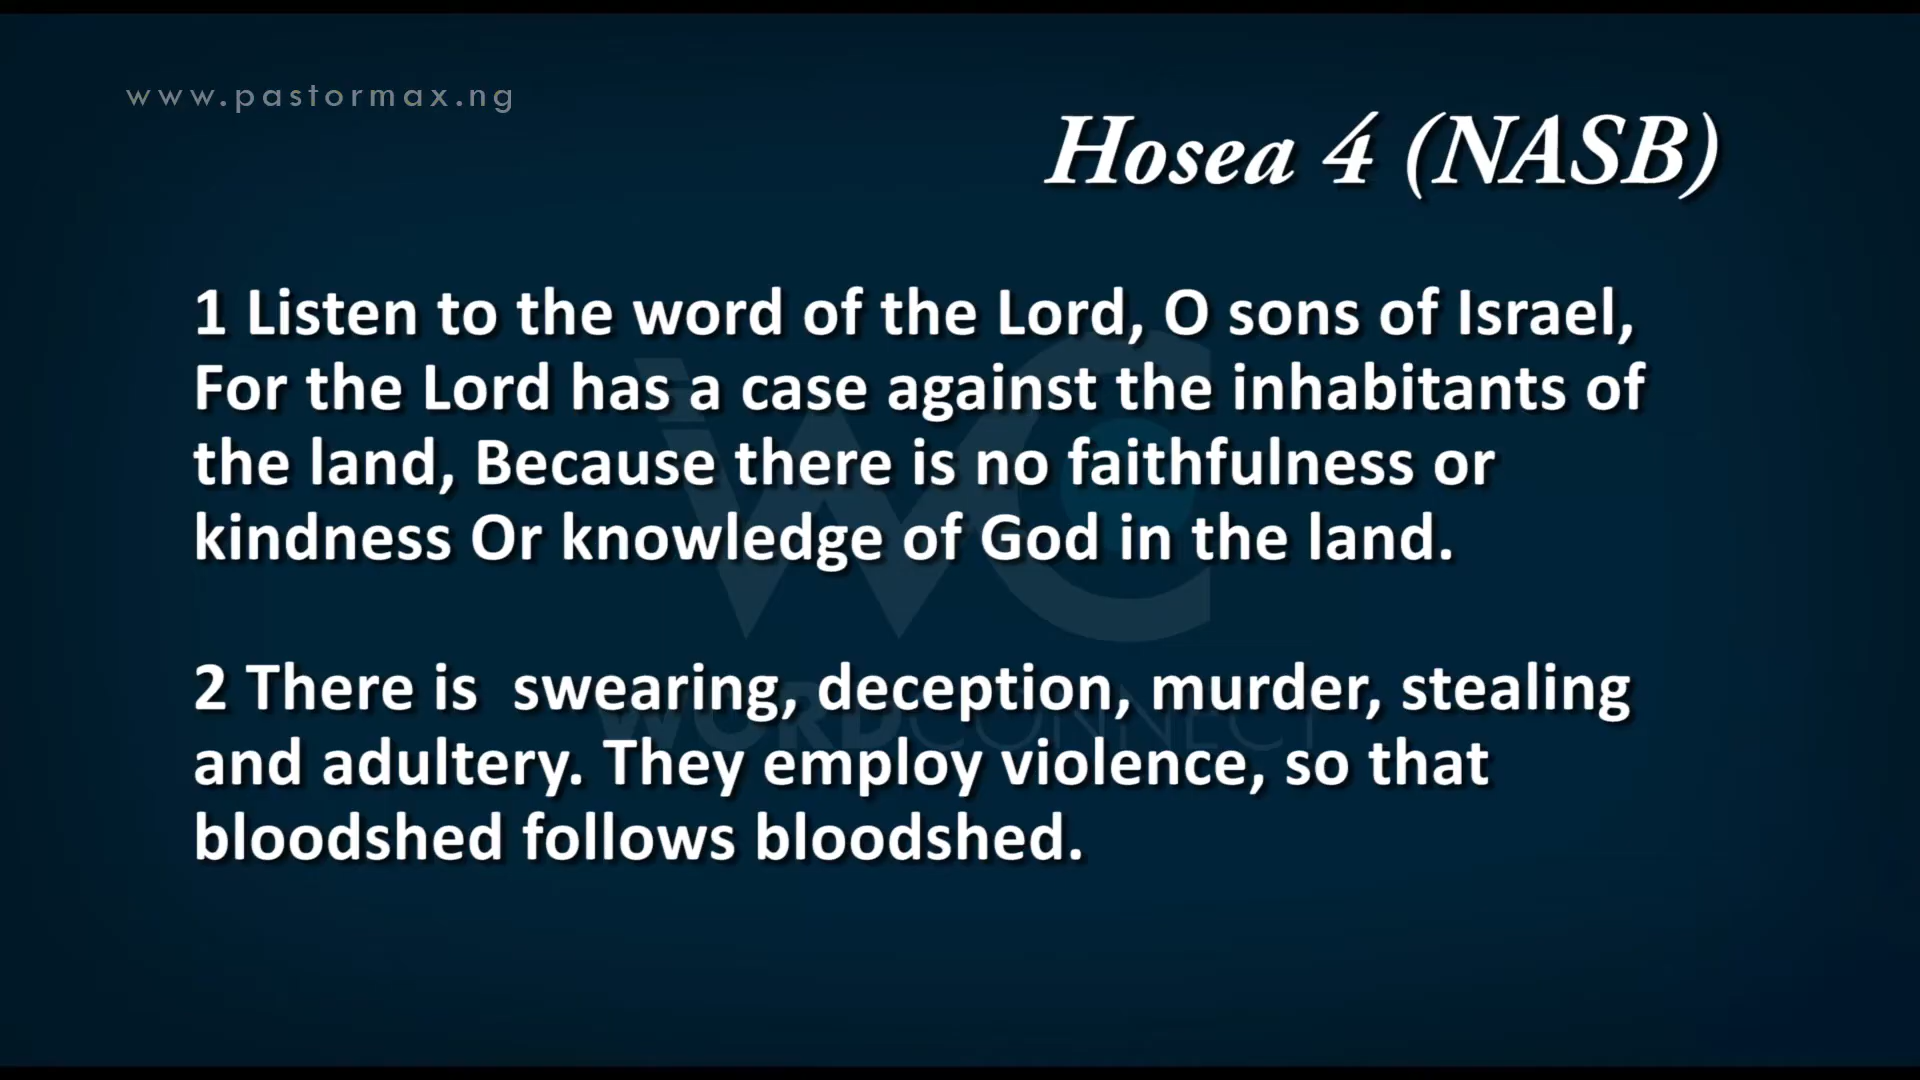 www.pastormax.ng
Hosea 4 (NASB)
1 Listen to the word of the Lord, O sons of Israel,
For the Lord has a case against the inhabitants of
the land, Because there is no faithfulness or
kindness Or knowledge of God in the land.
2 There is  swearing, deception, murder, stealing
and adultery. They employ violence, so that
bloodshed follows bloodshed.
WC
WORDCONNECT